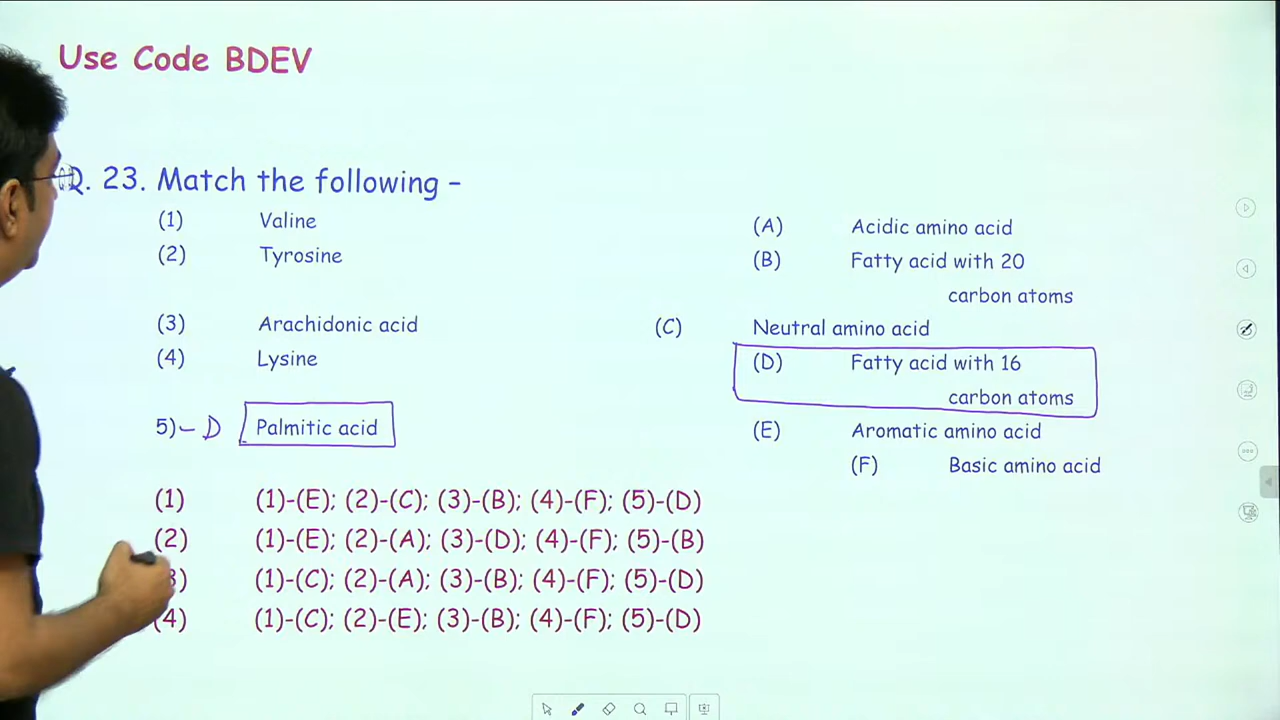 Use Code BDEV
Q. 23. Match the following -
(1) Valine
(2) Tyrosine
(3) Arachidonic acid
(4) Lysine
5) - D Palmitic acid
(A) Acidic amino acid
(B) Fatty acid with 20
carbon atoms
(C) Neutral amino acid
(D) Fatty acid with 16
carbon atoms
(E) Aromatic amino acid
(F) Basic amino acid
(1) (1)-(E); (2)-(C); (3)-(B); (4)-(F); (5)-(D)
(2) (1)-(E); (2)-(A); (3)-(D); (4)-(F); (5)-(B)
(3) (1)-(C); (2)-(A); (3)-(B); (4)-(F); (5)-(D)
(4) (1)-(C); (2)-(E); (3)-(B); (4)-(F); (5)-(D)